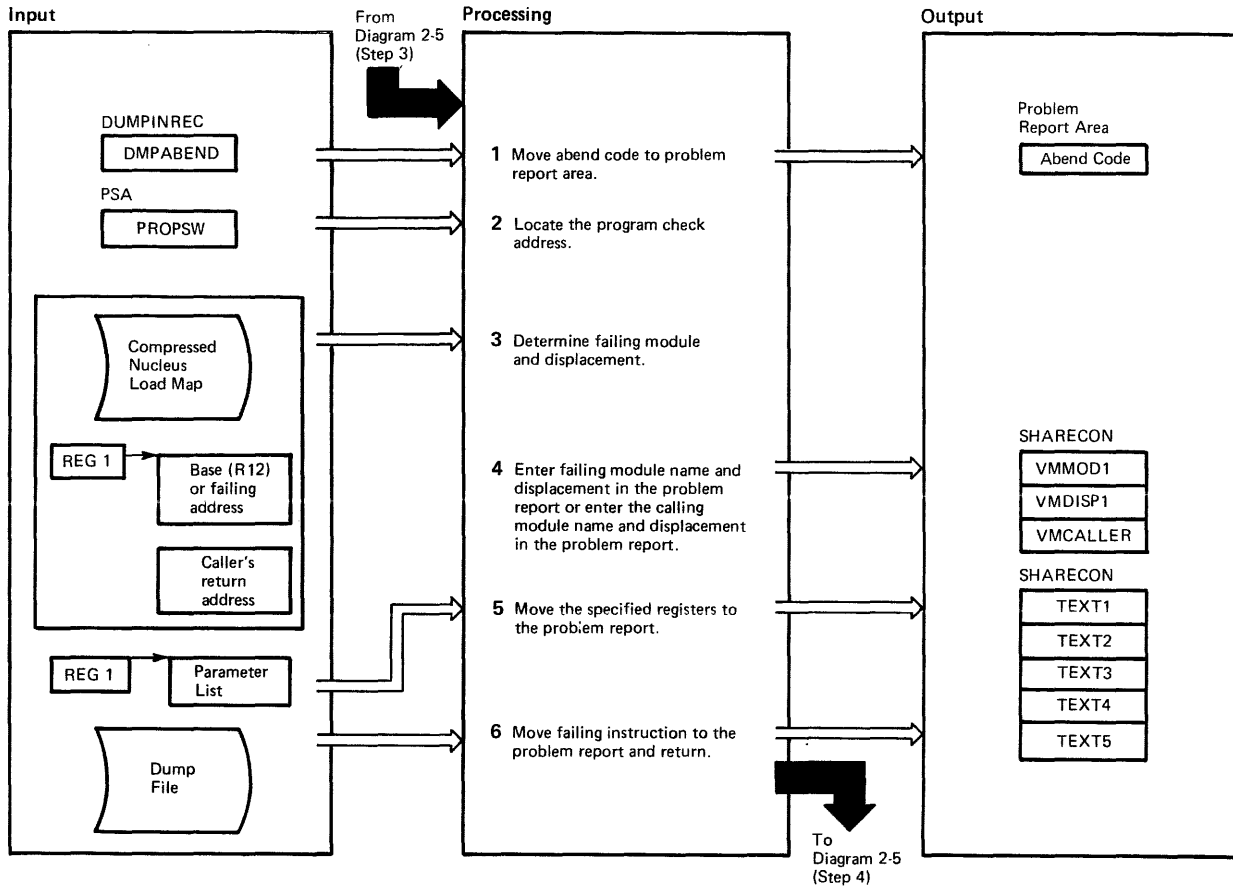 Input
From
Diagram 2-5
(Step 3)
Processing
Output
DUMPINREC
DMPABEND
PSA
PROPSW
Compressed
Nucleus
Load Map
REG 1
Base (R12)
or failing
address
Caller's
return
address
REG 1
Parameter
List
Dump
File
1 Move abend code to problem
report area.
2 Locate the program check
address.
3 Determine failing module
and displacement.
4 Enter failing module name and
displacement in the problem
report or enter the calling
module name and displacement
in the problem report.
5 Move the specified registers to
the problem report.
6 Move failing instruction to the
problem report and return.
To
Diagram 2-5
(Step 4)
Problem
Report Area
Abend Code
SHARECON
VMMOD1
VMDISP1
VMCALLER
SHARECON
TEXT1
TEXT2
TEXT3
TEXT4
TEXT5